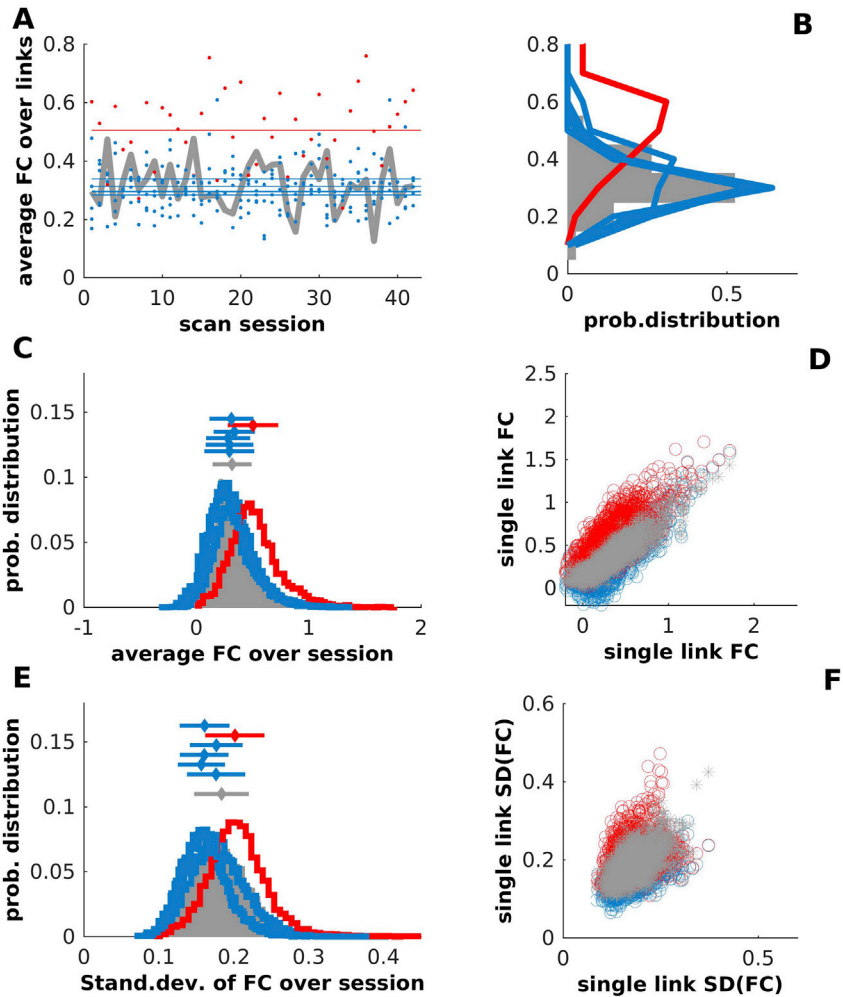 A
average FC over links
0.8
0.6
0.4
0.2
0
0
10
20
30
40
scan session
B
0.8
0.6
0.4
0.2
0
0
0.5
prob.distribution
C
prob. distribution
0.15
0.1
0.05
0
-1
0
1
2
average FC over session
D
single link FC
2.5
2
1.5
1
0.5
0
0
1
2
single link FC
E
prob. distribution
0.15
0.1
0.05
0
0
0.1
0.2
0.3
0.4
Stand.dev. of FC over session
F
single link SD(FC)
0.6
0.4
0.2
0
0
0.5
single link SD(FC)